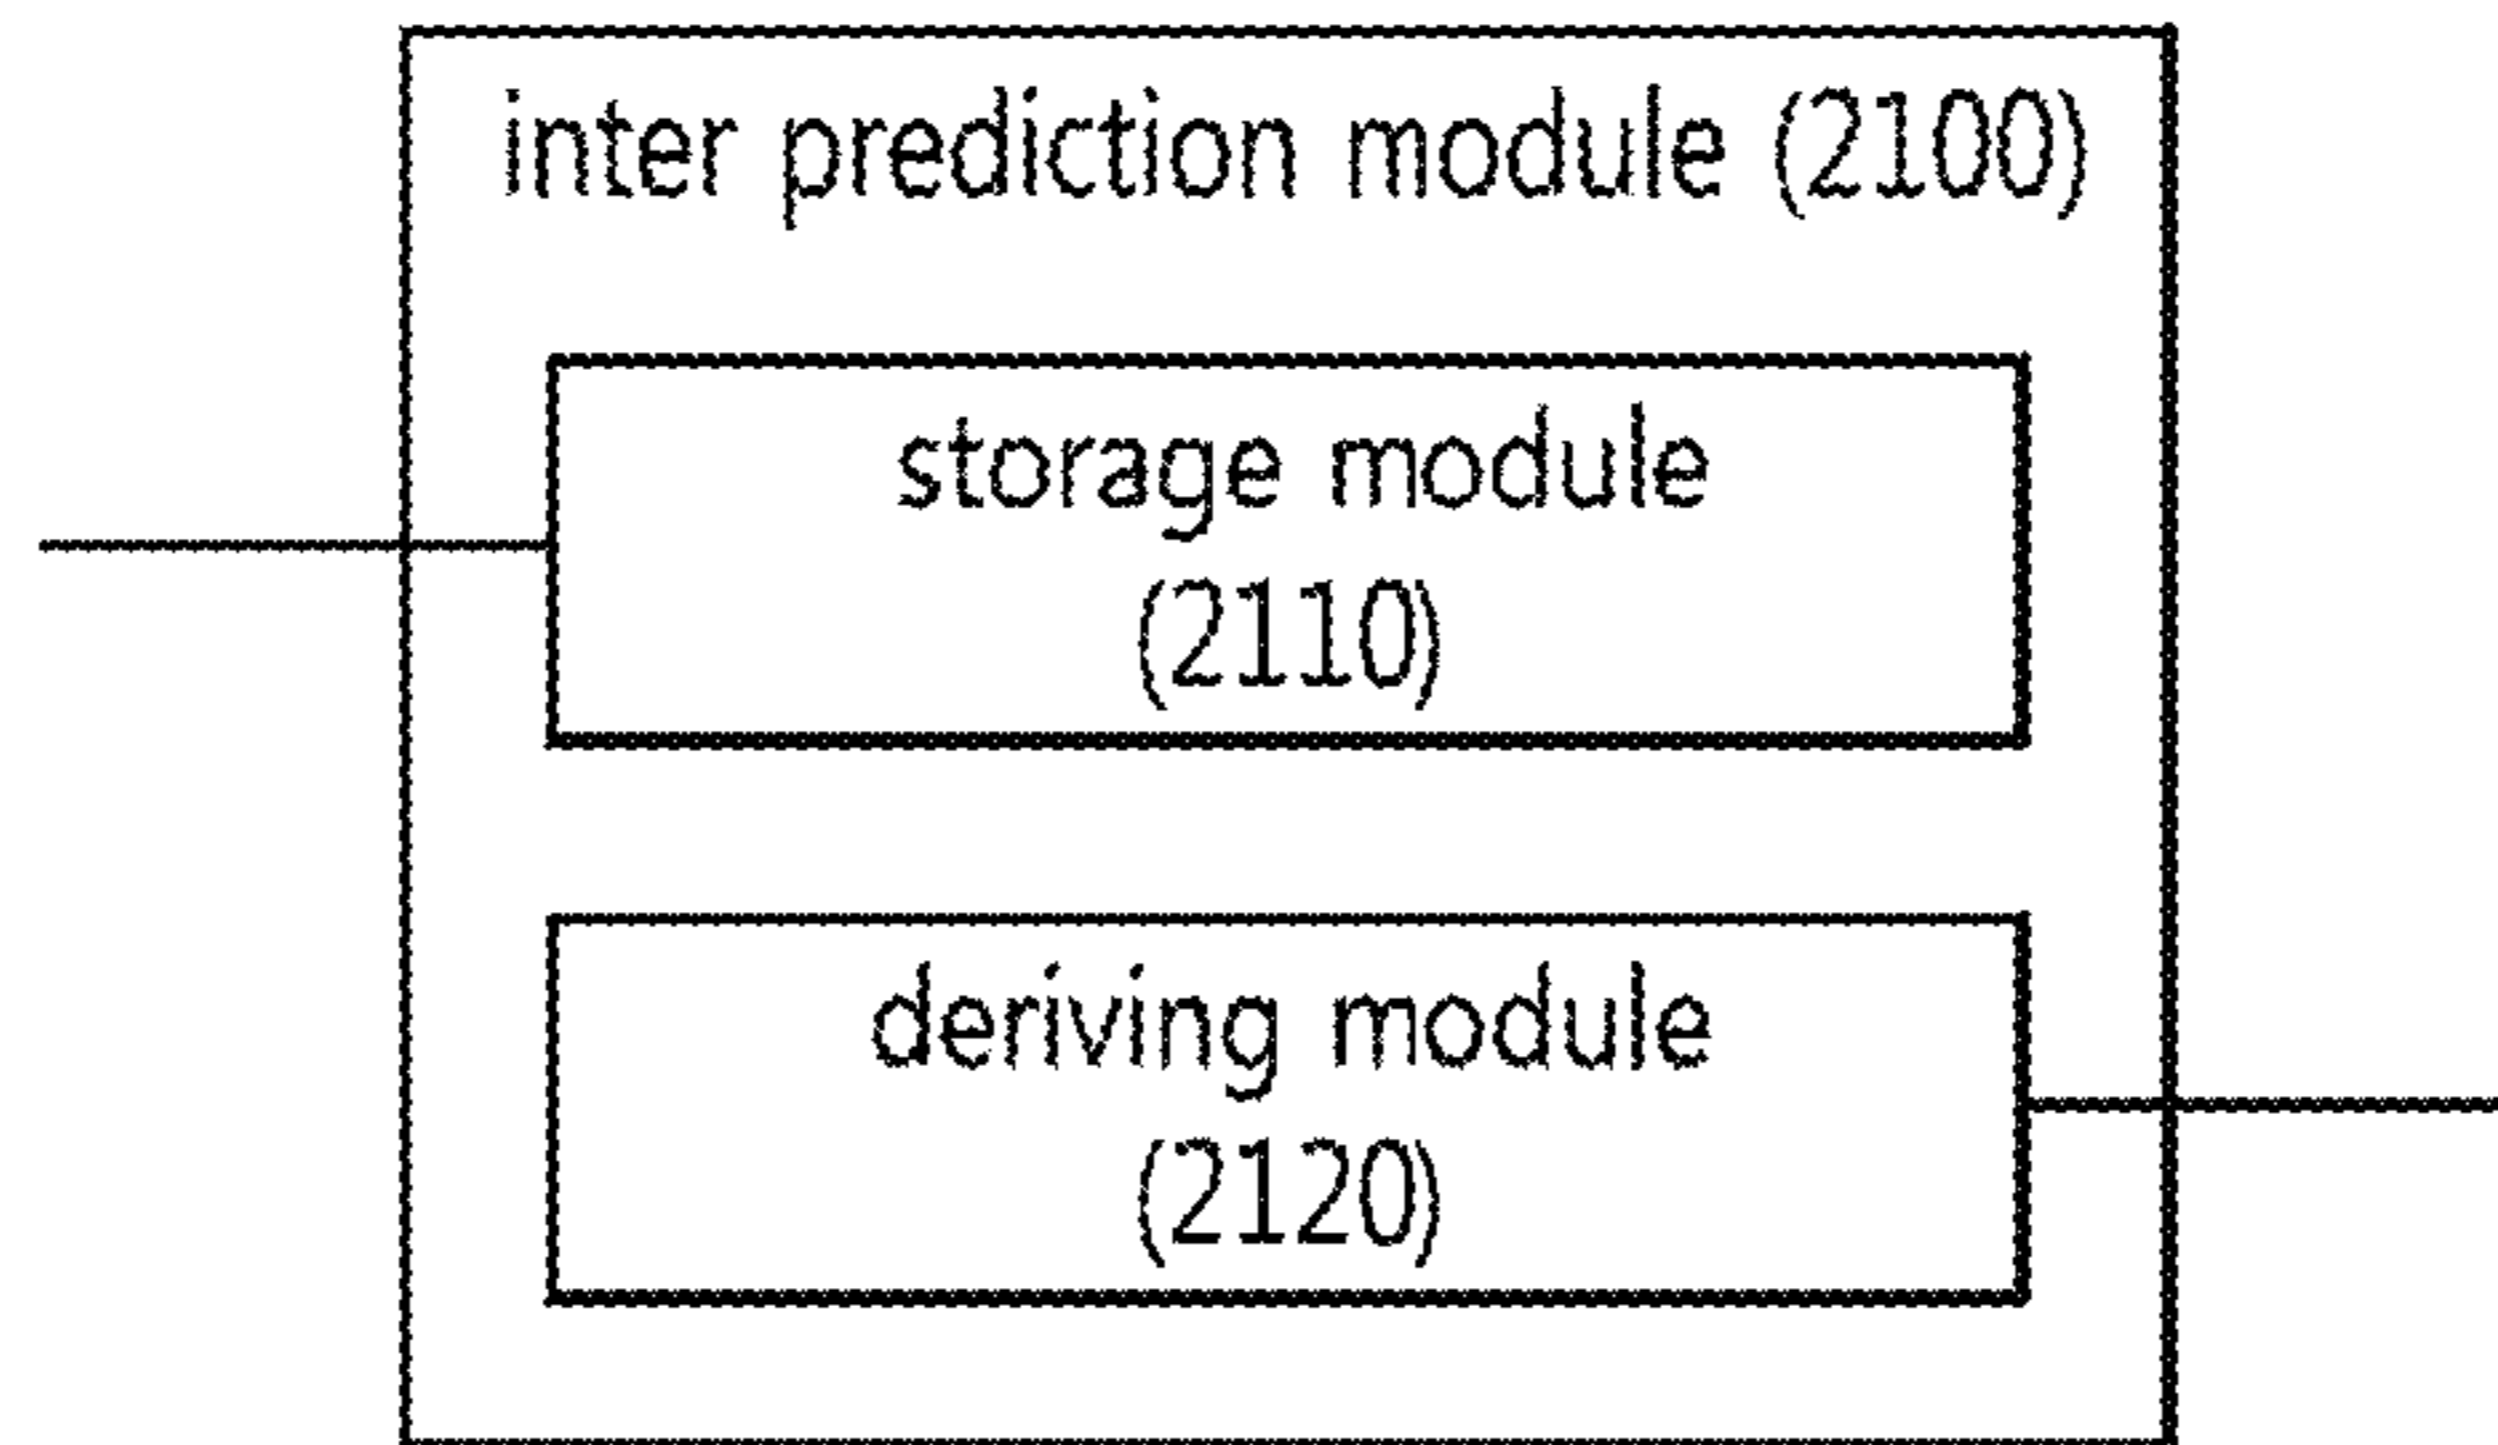 inter prediction module (2100)
storage module
(2110)
deriving module
(2120)